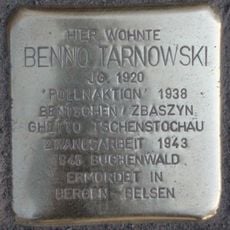 HIER WOHNTE
BENNO TARNOWSKI
JG. 1920
'POLENAKTION' 1938
BENTSCHEN/ZBASZYN
GHETTO TSCHENSTOCHAU
ZWANGSARBEIT 1943
1945 BUCHENWALD
ERMORDET IN
BERGEN-BELSEN